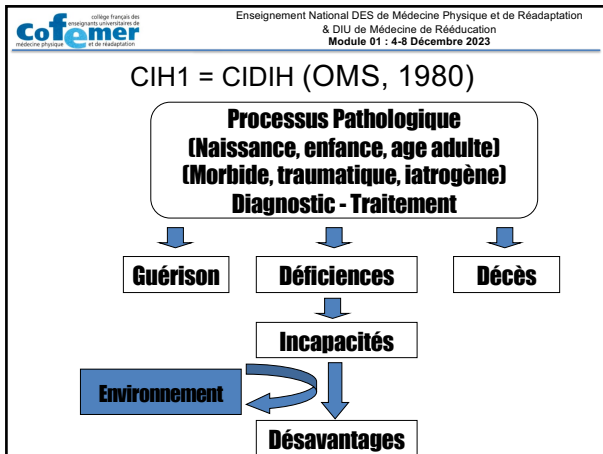 collège français des
enseignants universitaires de
Cofemer
médecine physique et de réadaptation
Enseignement National DES de Médecine Physique et de Réadaptation
& DIU de Médecine de Rééducation
Module 01 : 4-8 Décembre 2023
CIH1 = CIDIH (OMS, 1980)
Processus Pathologique
(Naissance, enfance, age adulte)
(Morbide, traumatique, iatrogène)
Diagnostic - Traitement
Guérison
Déficiences
Décès
Incapacités
Environnement
Désavantages